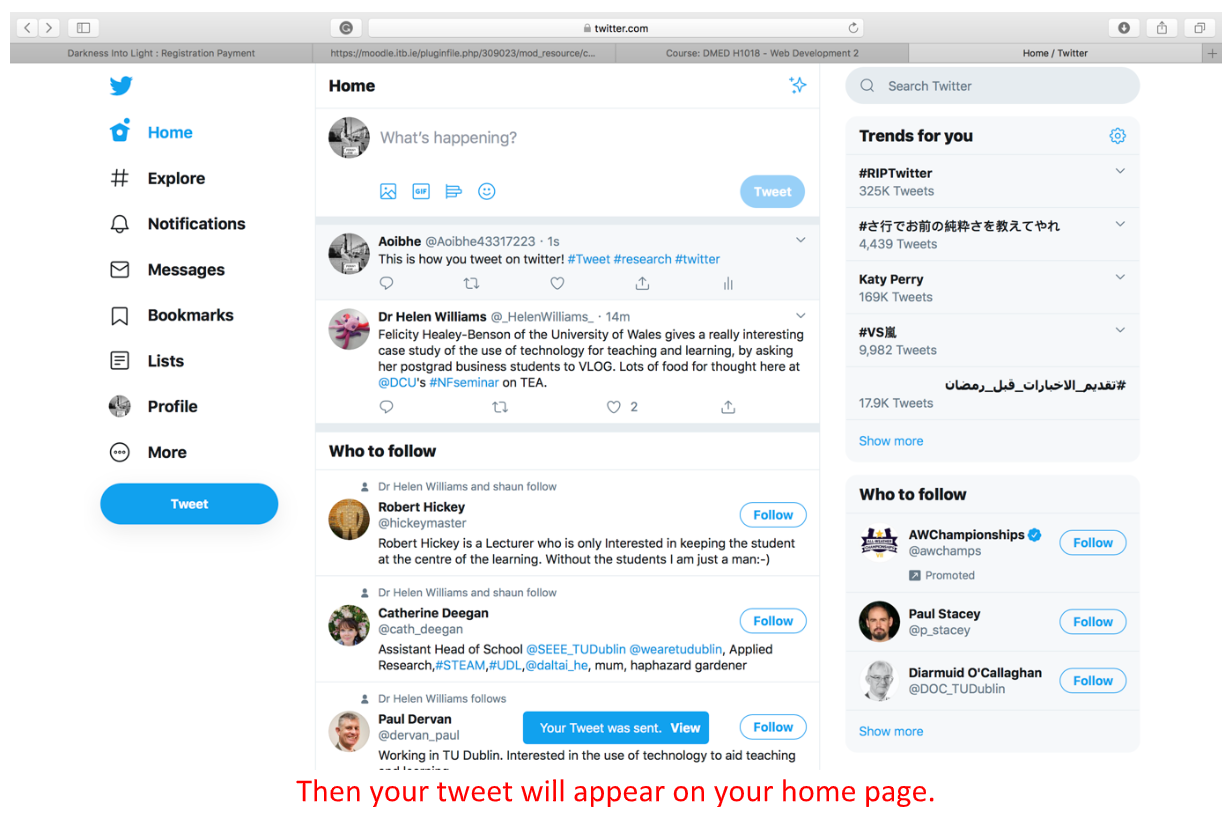 twitter.com
Darkness Into Light : Registration Payment
https://moodle.itb.ie/pluginfile.php/309023/mod_resource/c...
Course: DMED H1018 - Web Development 2
Home / Twitter
Home
Explore
Notifications
Messages
Bookmarks
Lists
Profile
More
Tweet
Home
What's happening?
GIF
Tweet
Aoibhe @Aoibhe43317223 · 1s
This is how you tweet on twitter! #Tweet #research #twitter
Dr Helen Williams @_HelenWilliams_ · 14m
Felicity Healey-Benson of the University of Wales gives a really interesting
case study of the use of technology for teaching and learning, by asking
her postgrad business students to VLOG. Lots of food for thought here at
@DCU's #NFseminar on TEA.
2
Who to follow
Dr Helen Williams and shaun follow
Robert Hickey
@hickeymaster
Follow
Robert Hickey is a Lecturer who is only Interested in keeping the student
at the centre of the learning. Without the students I am just a man:-)
Dr Helen Williams and shaun follow
Catherine Deegan
@cath_deegan
Follow
Assistant Head of School @SEEE_TUDublin @wearetudublin, Applied
Research,#STEAM,#UDL,@daltai_he, mum, haphazard gardener
Dr Helen Williams follows
Paul Dervan
@dervan_paul
Your Tweet was sent. View
Follow
Working in TU Dublin. Interested in the use of technology to aid teaching
Search Twitter
Trends for you
#RIPTwitter
325K Tweets
#さ行でお前の純粋さを教えてやれ
4,439 Tweets
Katy Perry
169K Tweets
#VS嵐
9,982 Tweets
#تقديم_الاختبارات_قبل_رمضان
17.9K Tweets
Show more
Who to follow
AWChampionships
@awchamps
Promoted
Follow
Paul Stacey
@p_stacey
Follow
Diarmuid O'Callaghan
@DOC_TUDublin
Follow
Show more
Then your tweet will appear on your home page.